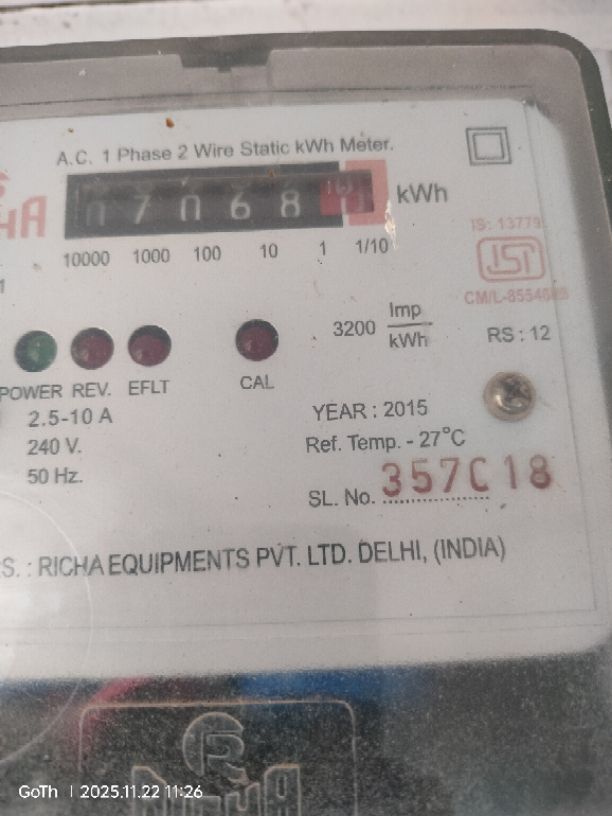 A.C. 1 Phase 2 Wire Static kWh Meter.
07068 kWh
10000 1000 100 10 1 1/10
IS: 13779
ISI
CM/L-
3200 Imp/kWh
RS : 12
POWER REV. EFLT CAL
2.5-10 A
240 V.
50 Hz.
YEAR : 2015
Ref. Temp. - 27°C
SL. No. 357C18
RICHA EQUIPMENTS PVT. LTD. DELHI, (INDIA)
GoTh | 2025.11.22 11:26